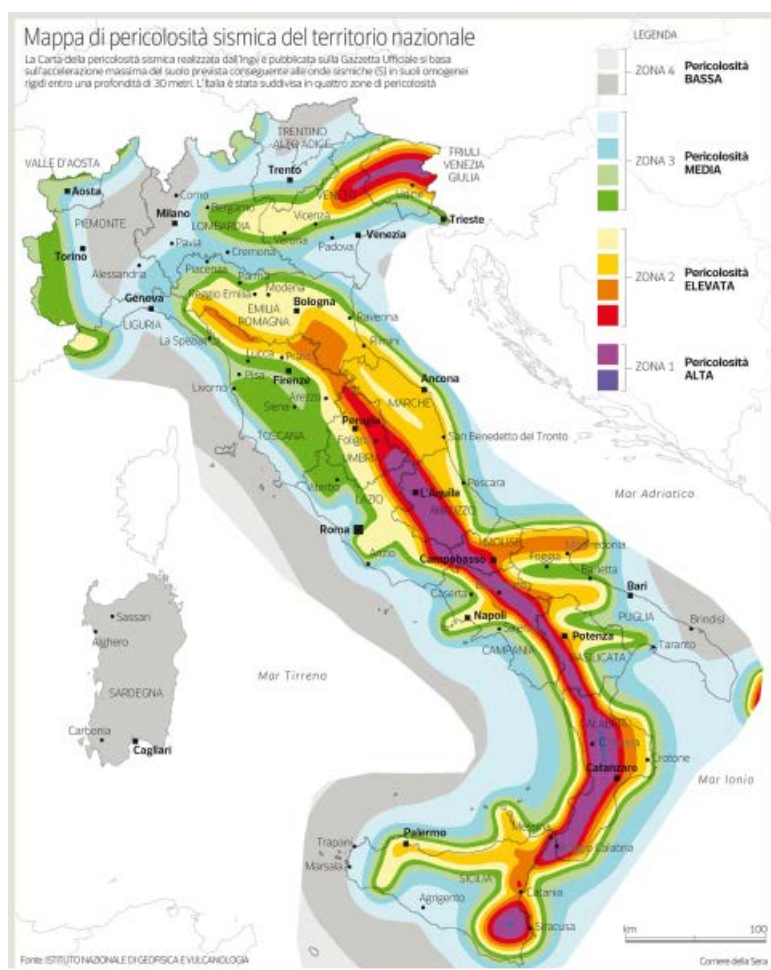 Mappa di pericolosità sismica del territorio nazionale
La Carta della pericolosità sismica realizzata dall'Ingv e pubblicata sulla Gazzetta Ufficiale si basa
sull'accelerazione massima del suolo prevista conseguente alle onde sismiche (S) in suoli omogenei
rigidi entro una profondità di 30 metri. L'Italia è stata suddivisa in quattro zone di pericolosità
LEGENDA
ZONA 4 Pericolosità
BASSA
ZONA 3 Pericolosità
MEDIA
ZONA 2 Pericolosità
ELEVATA
ZONA 1 Pericolosità
ALTA
TRENTINO
ALTO ADIGE
FRIULI
VENEZIA
GIULIA
VALLE D'AOSTA
Trento
Aosta
Como
VENETO
Udine
Bergamo
PIEMONTE
Milano
LOMBARDIA
Vicenza
Trieste
Verona
Venezia
Torino
Pavia
Padova
Cremona
Alessandria
Piacenza
Parma
Modena
Reggio Emilia
Genova
EMILIA
ROMAGNA
Bologna
LIGURIA
Ravenna
La Spezia
Rimini
Lucca
Prato
Pisa
Firenze
Ancona
Livorno
Arezzo
MARCHE
Siena
Perugia
TOSCANA
Foligno
San Benedetto del Tronto
UMBRIA
Viterbo
L'Aquila
Pescara
LAZIO
ABRUZZO
Mar Adriatico
Roma
MOLISE
Manfredonia
Anzio
Campobasso
Foggia
Barletta
Caserta
Bari
Napoli
PUGLIA
Brindisi
Potenza
CAMPANIA
BASILICATA
Taranto
Sassari
Alghero
Mar Tirreno
SARDEGNA
CALABRIA
Carbonia
Cagliari
Crotone
Catanzaro
Mar Ionio
Messina
Reggio Calabria
Trapani
Palermo
Marsala
SICILIA
Catania
Agrigento
Siracusa
km 100
Fonte: ISTITUTO NAZIONALE DI GEOFISICA E VULCANOLOGIA
Corriere della Sera